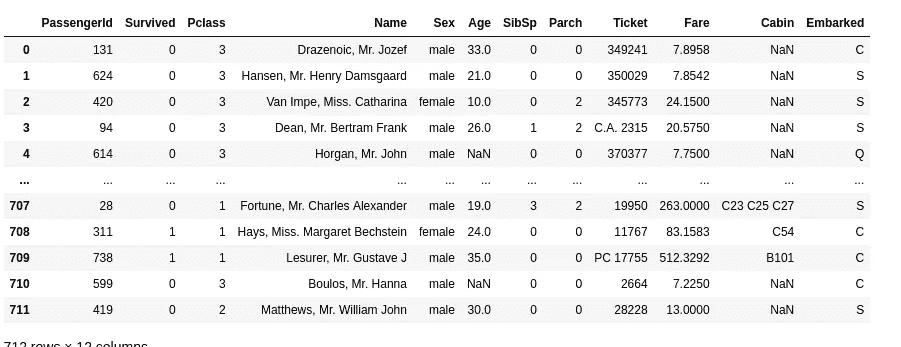 PassengerId Survived Pclass Name Sex Age SibSp Parch Ticket Fare Cabin Embarked
0 131 0 3 Drazenoic, Mr. Jozef male 33.0 0 0 349241 7.8958 NaN C
1 624 0 3 Hansen, Mr. Henry Damsgaard male 21.0 0 0 350029 7.8542 NaN S
2 420 0 3 Van Impe, Miss. Catharina female 10.0 0 2 345773 24.1500 NaN S
3 94 0 3 Dean, Mr. Bertram Frank male 26.0 1 2 C.A. 2315 20.5750 NaN S
4 614 0 3 Horgan, Mr. John male NaN 0 0 370377 7.7500 NaN Q
... ... ... ... ... ... ... ... ... ... ... ... ...
707 28 0 1 Fortune, Mr. Charles Alexander male 19.0 3 2 19950 263.0000 C23 C25 C27 S
708 311 1 1 Hays, Miss. Margaret Bechstein female 24.0 0 0 11767 83.1583 C54 C
709 738 1 1 Lesurer, Mr. Gustave J male 35.0 0 0 PC 17755 512.3292 B101 C
710 599 0 3 Boulos, Mr. Hanna male NaN 0 0 2664 7.2250 NaN C
711 419 0 2 Matthews, Mr. William John male 30.0 0 0 28228 13.0000 NaN S
712 rows × 12 columns